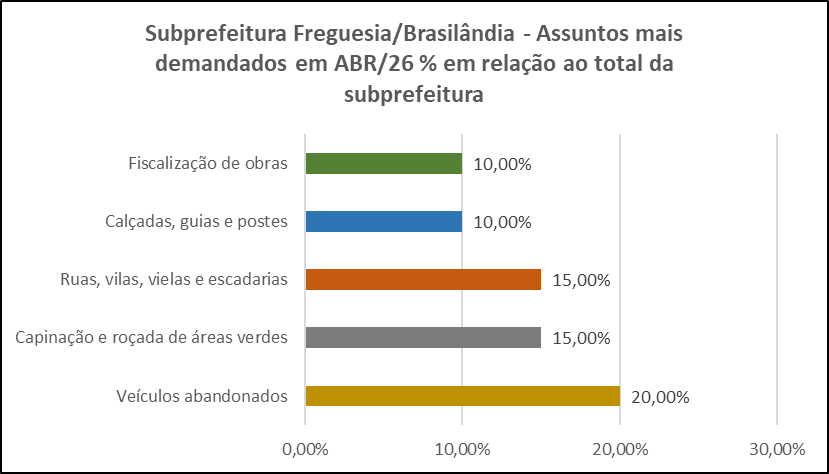 Subprefeitura Freguesia/Brasilândia - Assuntos mais
demandados em ABR/26 % em relação ao total da
subprefeitura
Fiscalização de obras
10,00%
Calçadas, guias e postes
10,00%
Ruas, vilas, vielas e escadarias
15,00%
Capinação e roçada de áreas verdes
15,00%
Veículos abandonados
20,00%
0,00%
10,00%
20,00%
30,00%